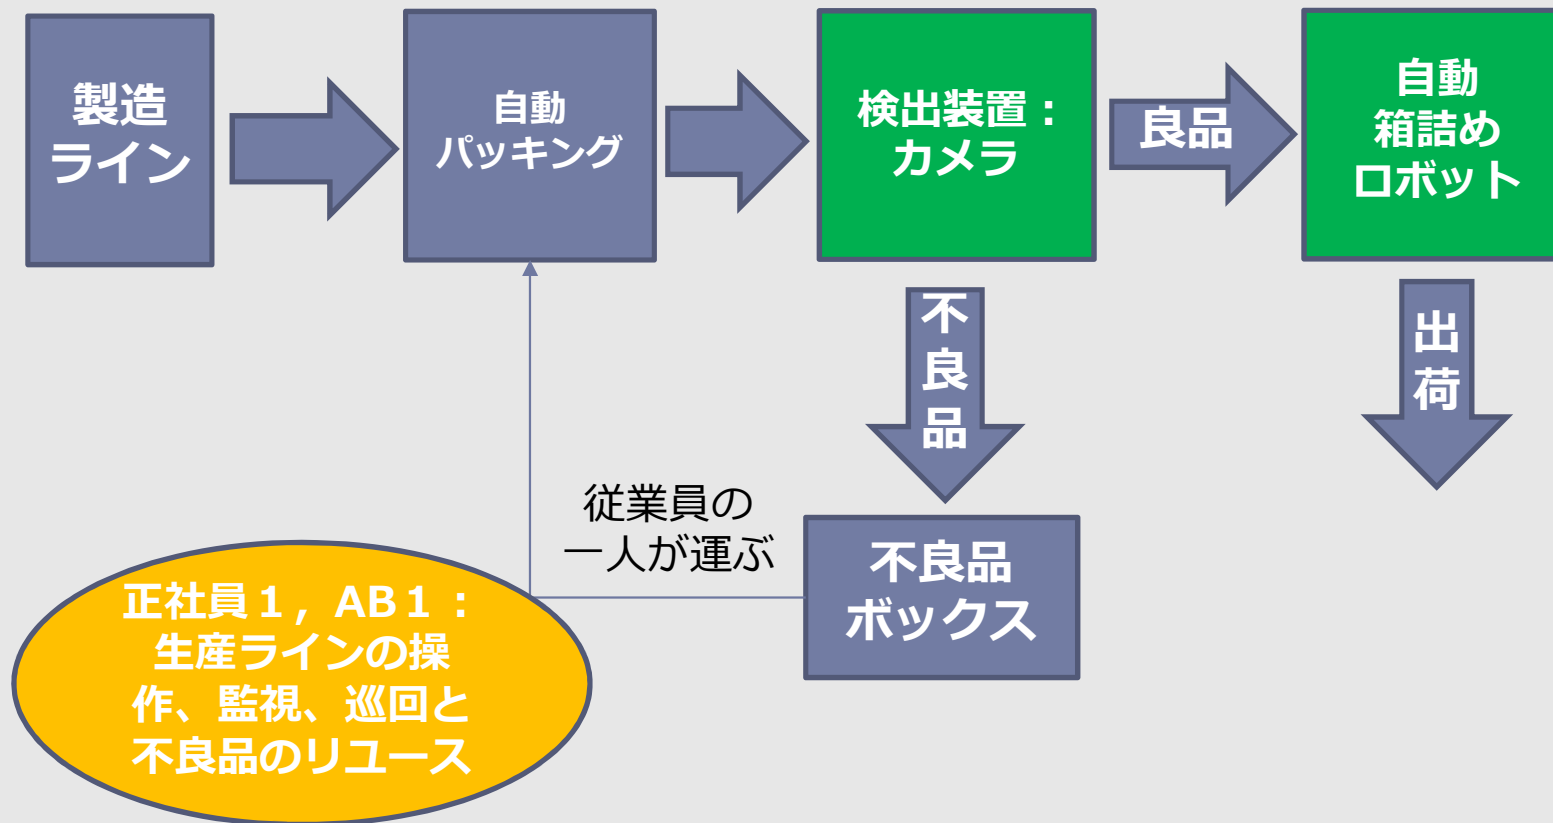 製造
ライン
自動
パッキング
検出装置：
カメラ
良品
自動
箱詰め
ロボット
不
良
品
出
荷
従業員の
一人が運ぶ
不良品
ボックス
正社員１，AB１：
生産ラインの操
作、監視、巡回と
不良品のリユース